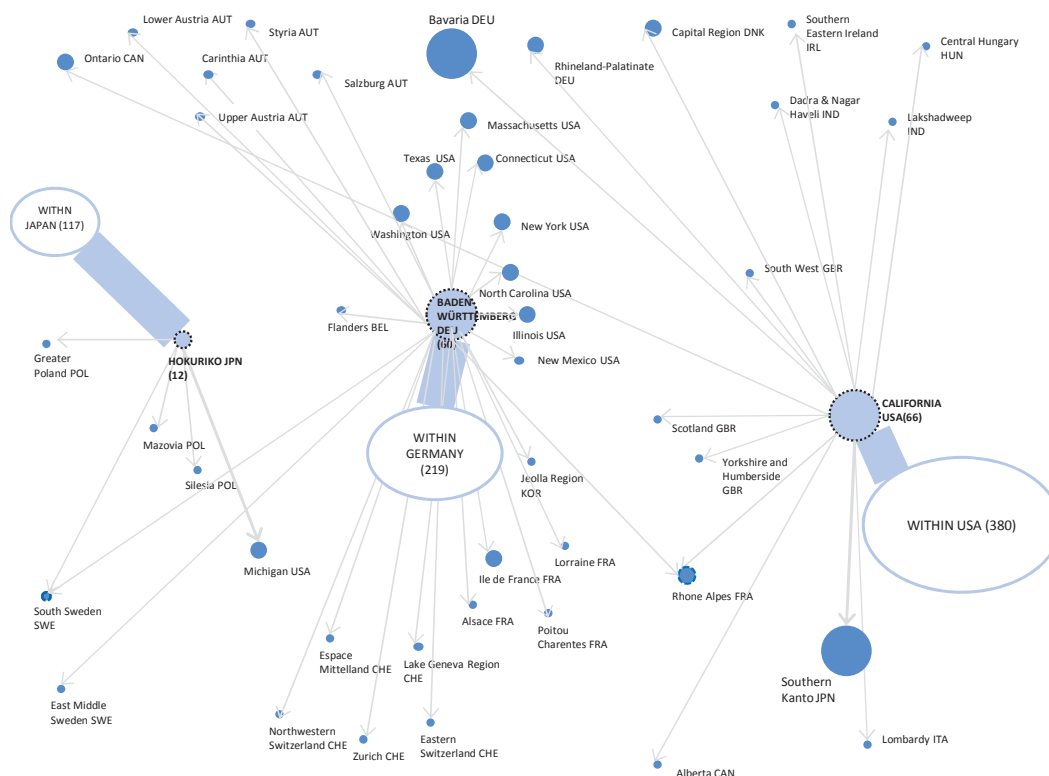 Bavaria DEU
Lower Austria AUT
Styria AUT
Capital Region DNK
Southern
Eastern Ireland
IRL
Central Hungary
HUN
Ontario CAN
Carinthia AUT
Salzburg AUT
Rhineland-Palatinate
DEU
Upper Austria AUT
Massachusetts USA
Dadra & Nagar
Haveli IND
Lakshadweep
IND
Texas USA
Connecticut USA
WITHN
JAPAN (117)
Washington USA
New York USA
South West GBR
North Carolina USA
BADEN-
WÜRTTEMBERG
DEU
(60)
Flanders BEL
Illinois USA
New Mexico USA
Greater
Poland POL
HOKURIKO JPN
(12)
CALIFORNIA
USA(66)
Scotland GBR
Mazovia POL
WITHIN
GERMANY
(219)
Yorkshire and
Humberside
GBR
Silesia POL
Jeolla Region
KOR
WITHIN USA (380)
Michigan USA
Lorraine FRA
Ile de France FRA
Rhone Alpes FRA
South Sweden
SWE
Alsace FRA
Poitou
Charentes FRA
Espace
Mittelland CHE
Lake Geneva Region
CHE
Southern
Kanto JPN
East Middle
Sweden SWE
Northwestern
Switzerland CHE
Zurich CHE
Eastern
Switzerland CHE
Lombardy ITA
Alberta CAN